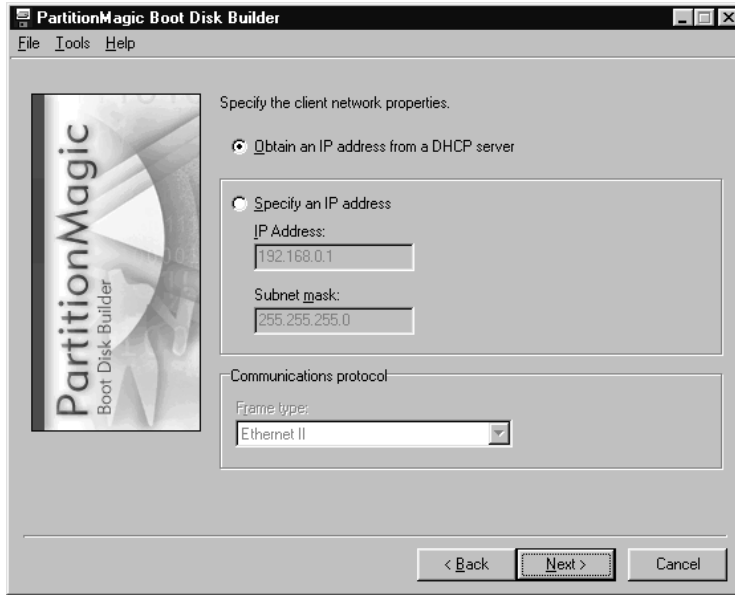 PartitionMagic Boot Disk Builder
File Tools Help
PartitionMagic
Boot Disk Builder
Specify the client network properties.
Obtain an IP address from a DHCP server
Specify an IP address
IP Address:
192.168.0.1
Subnet mask:
255.255.255.0
Communications protocol
Frame type:
Ethernet II
< Back Next > Cancel